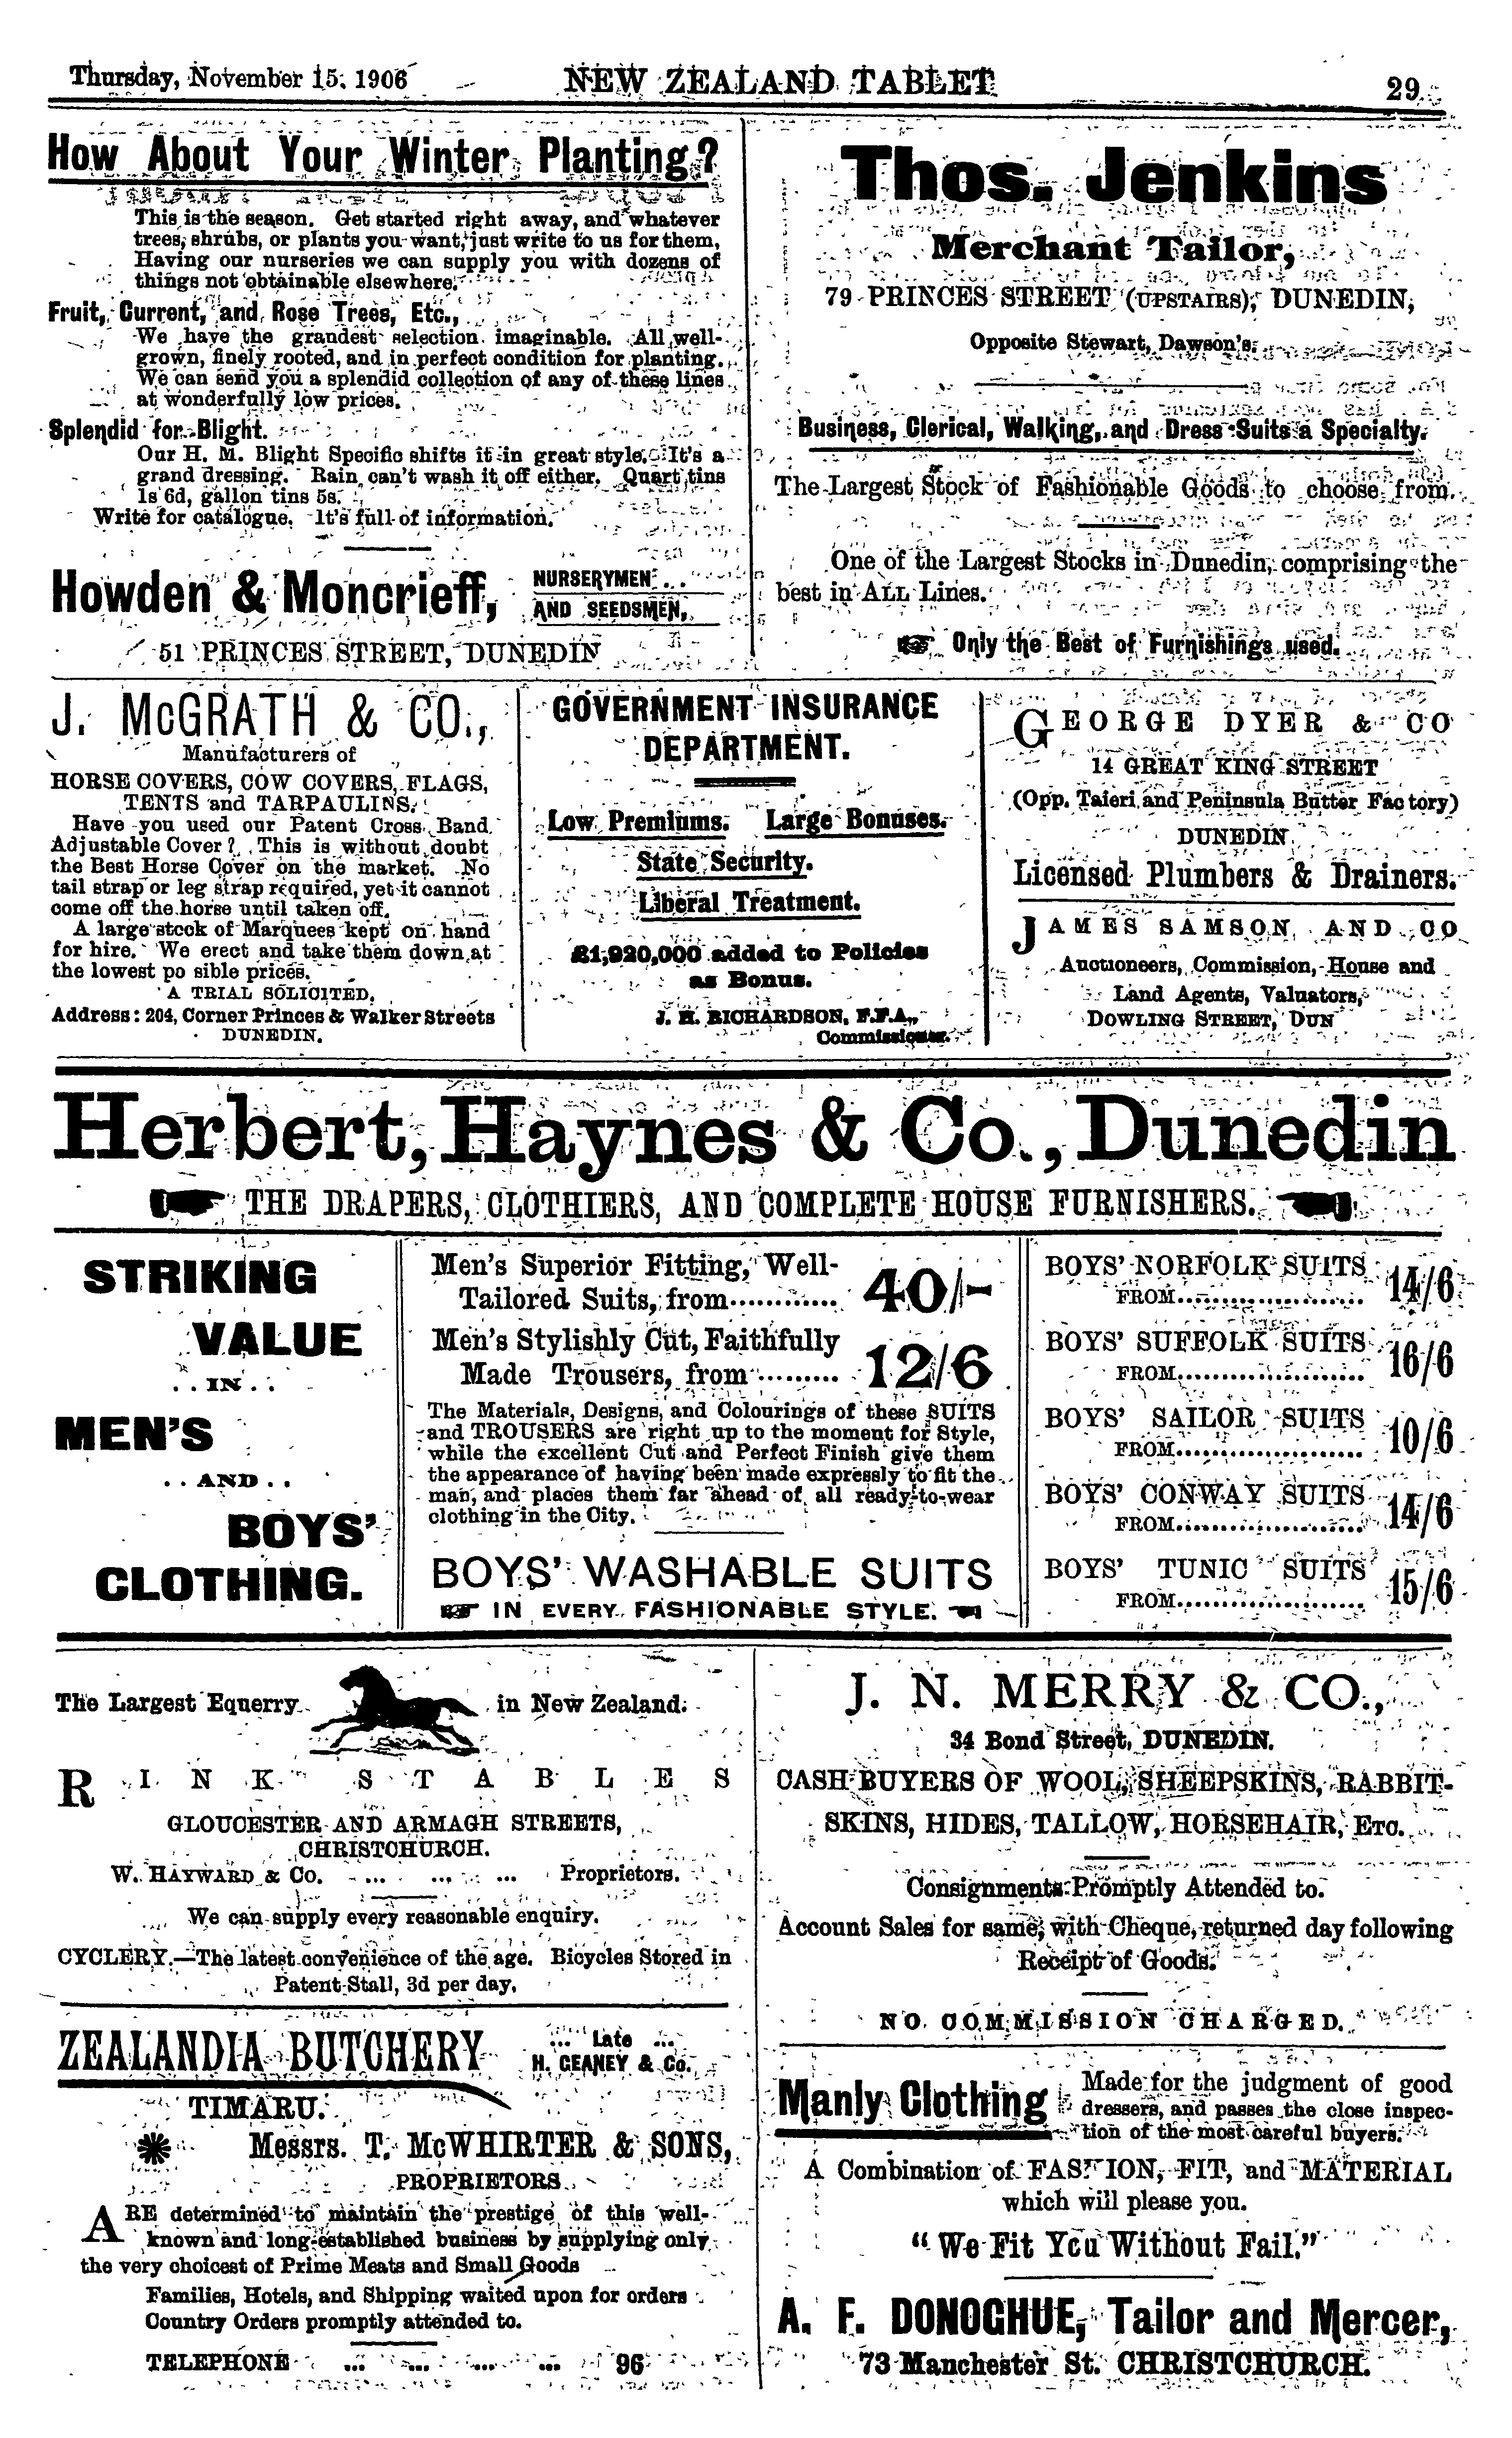 Thursday, November 15, 1906
NEW ZEALAND TABLET
29
How About Your Winter Planting?
This is the season. Get started right away, and whatever
trees, shrubs, or plants you want, just write to us for them,
Having our nurseries we can supply you with dozens of
things not obtainable elsewhere.
Fruit, Current, and Rose Trees, Etc.,
We have the grandest selection imaginable. All well-
grown, finely rooted, and in perfect condition for planting.
We can send you a splendid collection of any of these lines
at wonderfully low prices.
Splendid for Blight.
Our H. M. Blight Specific shifts it in great style. It's a
grand dressing. Rain can't wash it off either. Quart tins
1s 6d, gallon tins 5s.
Write for catalogue. It's full of information.
Howden & Moncrieff,
NURSERYMEN ..
AND SEEDSMEN,
51 PRINCES STREET, DUNEDIN
Thos. Jenkins
Merchant Tailor,
79 PRINCES STREET (UPSTAIRS), DUNEDIN,
Opposite Stewart, Dawson's.
Business, Clerical, Walking, and Dress Suits a Specialty.
The Largest Stock of Fashionable Goods to choose from.
One of the Largest Stocks in Dunedin, comprising the
best in ALL Lines.
☞ Only the Best of Furnishings used.
J. McGRATH & CO.,
Manufacturers of
HORSE COVERS, COW COVERS, FLAGS,
TENTS and TARPAULINS.
Have you used our Patent Cross Band
Adjustable Cover? This is without doubt
the Best Horse Cover on the market. No
tail strap or leg strap required, yet it cannot
come off the horse until taken off.
A large stock of Marquees kept on hand
for hire. We erect and take them down at
the lowest po sible prices.
A TRIAL SOLICITED.
Address: 204, Corner Princes & Walker Streets
DUNEDIN.
GOVERNMENT INSURANCE
DEPARTMENT.
Low Premiums. Large Bonuses.
State Security.
Liberal Treatment.
£1,920,000 added to Policies
as Bonus.
J. H. RICHARDSON, F.F.A.,
Commissioner.
GEORGE DYER & CO
14 GREAT KING STREET
(Opp. Taieri and Peninsula Butter Factory)
DUNEDIN
Licensed Plumbers & Drainers.
JAMES SAMSON AND CO
Auctioneers, Commission, House and
Land Agents, Valuators,
DOWLING STREET, DUN
Herbert, Haynes & Co., Dunedin
THE DRAPERS, CLOTHIERS, AND COMPLETE HOUSE FURNISHERS.
STRIKING
VALUE
..IN..
MEN'S
..AND..
BOYS'
CLOTHING.
Men's Superior Fitting, Well-
Tailored Suits, from............ 40/-
Men's Stylishly Cut, Faithfully
Made Trousers, from ......... 12/6
The Materials, Designs, and Colourings of these SUITS
and TROUSERS are right up to the moment for Style,
while the excellent Cut and Perfect Finish give them
the appearance of having been made expressly to fit the
man, and places them far ahead of all ready-to-wear
clothing in the City.
BOYS' WASHABLE SUITS
☞ IN EVERY FASHIONABLE STYLE. ☜
BOYS' NORFOLK SUITS
FROM..................... 14/6
BOYS' SUFFOLK SUITS
FROM..................... 16/6
BOYS' SAILOR SUITS
FROM..................... 10/6
BOYS' CONWAY SUITS
FROM..................... 14/6
BOYS' TUNIC SUITS
FROM..................... 15/6
The Largest Equerry in New Zealand.
RINK STABLES
GLOUCESTER AND ARMAGH STREETS,
CHRISTCHURCH.
W. HAYWARD & Co. ... ... ... Proprietors.
We can supply every reasonable enquiry.
CYCLERY.—The latest convenience of the age. Bicycles Stored in
Patent Stall, 3d per day.
ZEALANDIA BUTCHERY
... Late ...
H. GEANEY & Co.
TIMARU.
Messrs. T. McWHIRTER & SONS,
PROPRIETORS
ARE determined to maintain the prestige of this well-
known and long-established business by supplying only
the very choicest of Prime Meats and Small Goods
Families, Hotels, and Shipping waited upon for orders
Country Orders promptly attended to.
TELEPHONE ... ... ... ... 96
J. N. MERRY & CO.,
34 Bond Street, DUNEDIN.
CASH BUYERS OF WOOL, SHEEPSKINS, RABBIT-
SKINS, HIDES, TALLOW, HORSEHAIR, ETC.
Consignments Promptly Attended to.
Account Sales for same, with Cheque, returned day following
Receipt of Goods.
NO COMMISSION CHARGED.
Manly Clothing
Made for the judgment of good
dressers, and passes the close inspec-
tion of the most careful buyers.
A Combination of FASHION, FIT, and MATERIAL
which will please you.
"We Fit You Without Fail."
A. F. DONOGHUE, Tailor and Mercer,
73 Manchester St. CHRISTCHURCH.